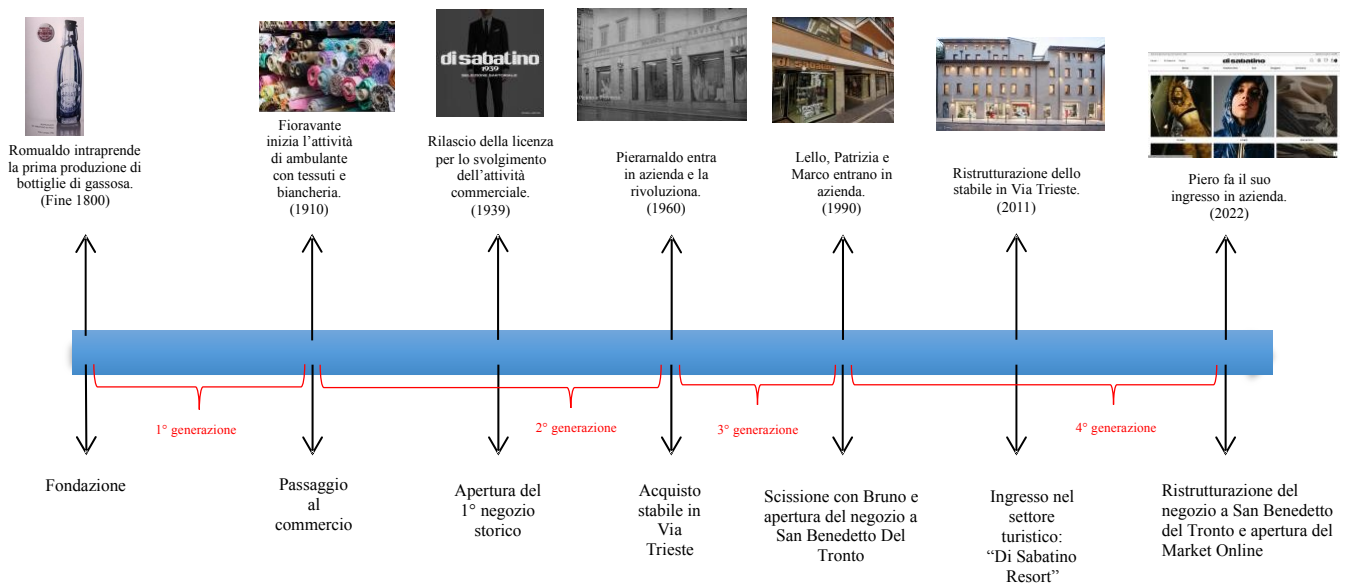 di sabatino
1939
SELEZIONE SARTORIALE
di sabatino
Romualdo intraprende
la prima produzione di
bottiglie di gassosa.
(Fine 1800)
Fioravante
inizia l’attività
di ambulante
con tessuti e
biancheria.
(1910)
Rilascio della licenza
per lo svolgimento
dell’attività
commerciale.
(1939)
Pierarnaldo entra
in azienda e la
rivoluziona.
(1960)
Lello, Patrizia e
Marco entrano in
azienda.
(1990)
Ristrutturazione dello
stabile in Via Trieste.
(2011)
Piero fa il suo
ingresso in azienda.
(2022)
1° generazione
2° generazione
3° generazione
4° generazione
Fondazione
Passaggio
al
commercio
Apertura del
1° negozio
storico
Acquisto
stabile in
Via
Trieste
Scissione con Bruno e
apertura del negozio a
San Benedetto Del
Tronto
Ingresso nel
settore
turistico:
“Di Sabatino
Resort”
Ristrutturazione del
negozio a San Benedetto
del Tronto e apertura del
Market Online